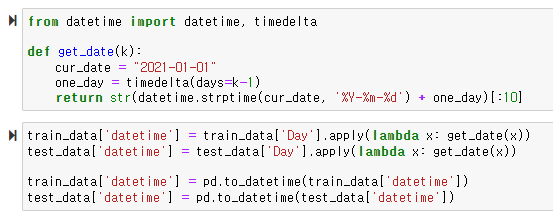 from datetime import datetime, timedelta
def get_date(k):
    cur_date = "2021-01-01"
    one_day = timedelta(days=k-1)
    return str(datetime.strptime(cur_date, '%Y-%m-%d') + one_day)[:10]
train_data['datetime'] = train_data['Day'].apply(lambda x: get_date(x))
test_data['datetime'] = test_data['Day'].apply(lambda x: get_date(x))
train_data['datetime'] = pd.to_datetime(train_data['datetime'])
test_data['datetime'] = pd.to_datetime(test_data['datetime'])